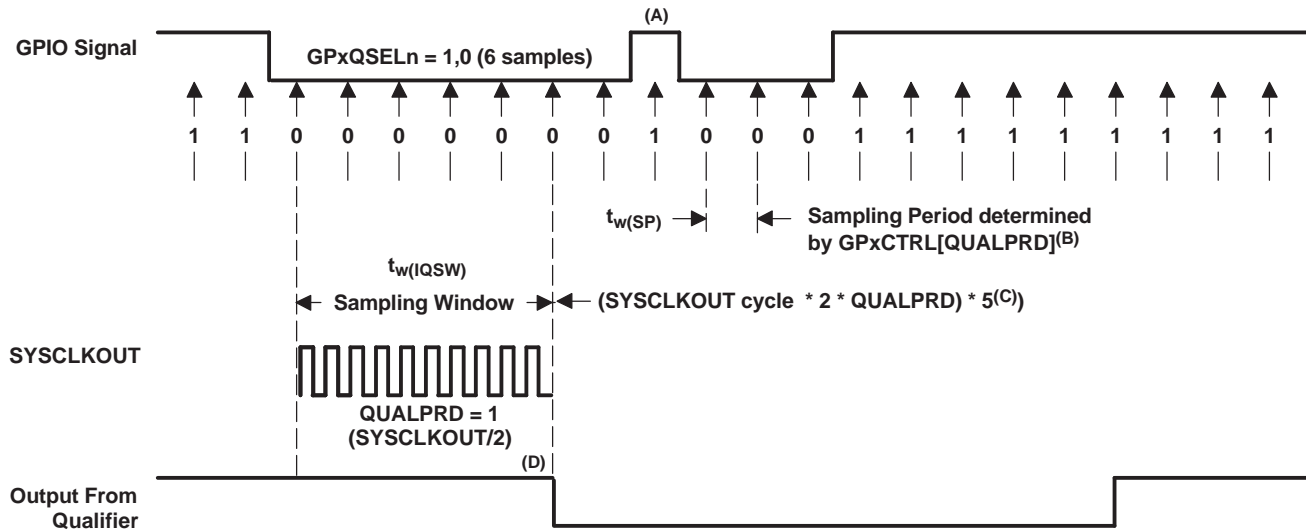 (A)
GPIO Signal
GPxQSELn = 1,0 (6 samples)
1 1 0 0 0 0 0 0 0 1 0 0 0 1 1 1 1 1 1 1 1 1
tw(SP)
Sampling Period determined
by GPxCTRL[QUALPRD](B)
tw(IQSW)
Sampling Window
(SYSCLKOUT cycle * 2 * QUALPRD) * 5(C))
SYSCLKOUT
QUALPRD = 1
(SYSCLKOUT/2)
(D)
Output From
Qualifier